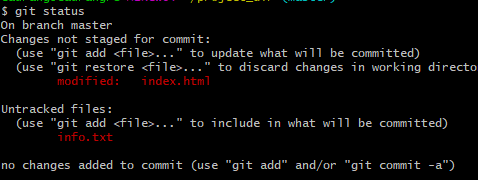 $ git status
On branch master
Changes not staged for commit:
(use "git add <file>..." to update what will be committed)
(use "git restore <file>..." to discard changes in working directo
modified: index.html
Untracked files:
(use "git add <file>..." to include in what will be committed)
info.txt
no changes added to commit (use "git add" and/or "git commit -a")